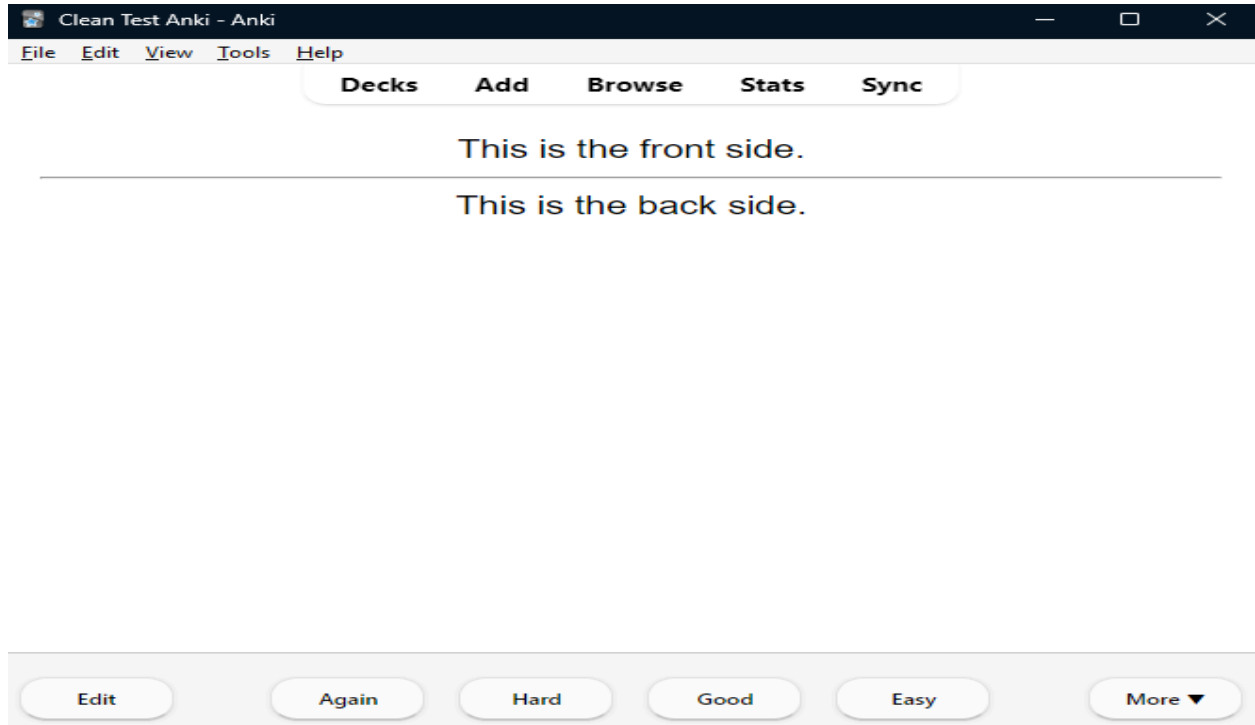 Clean Test Anki - Anki
File Edit View Tools Help
Decks Add Browse Stats Sync
This is the front side.
This is the back side.
Edit Again Hard Good Easy More ▼